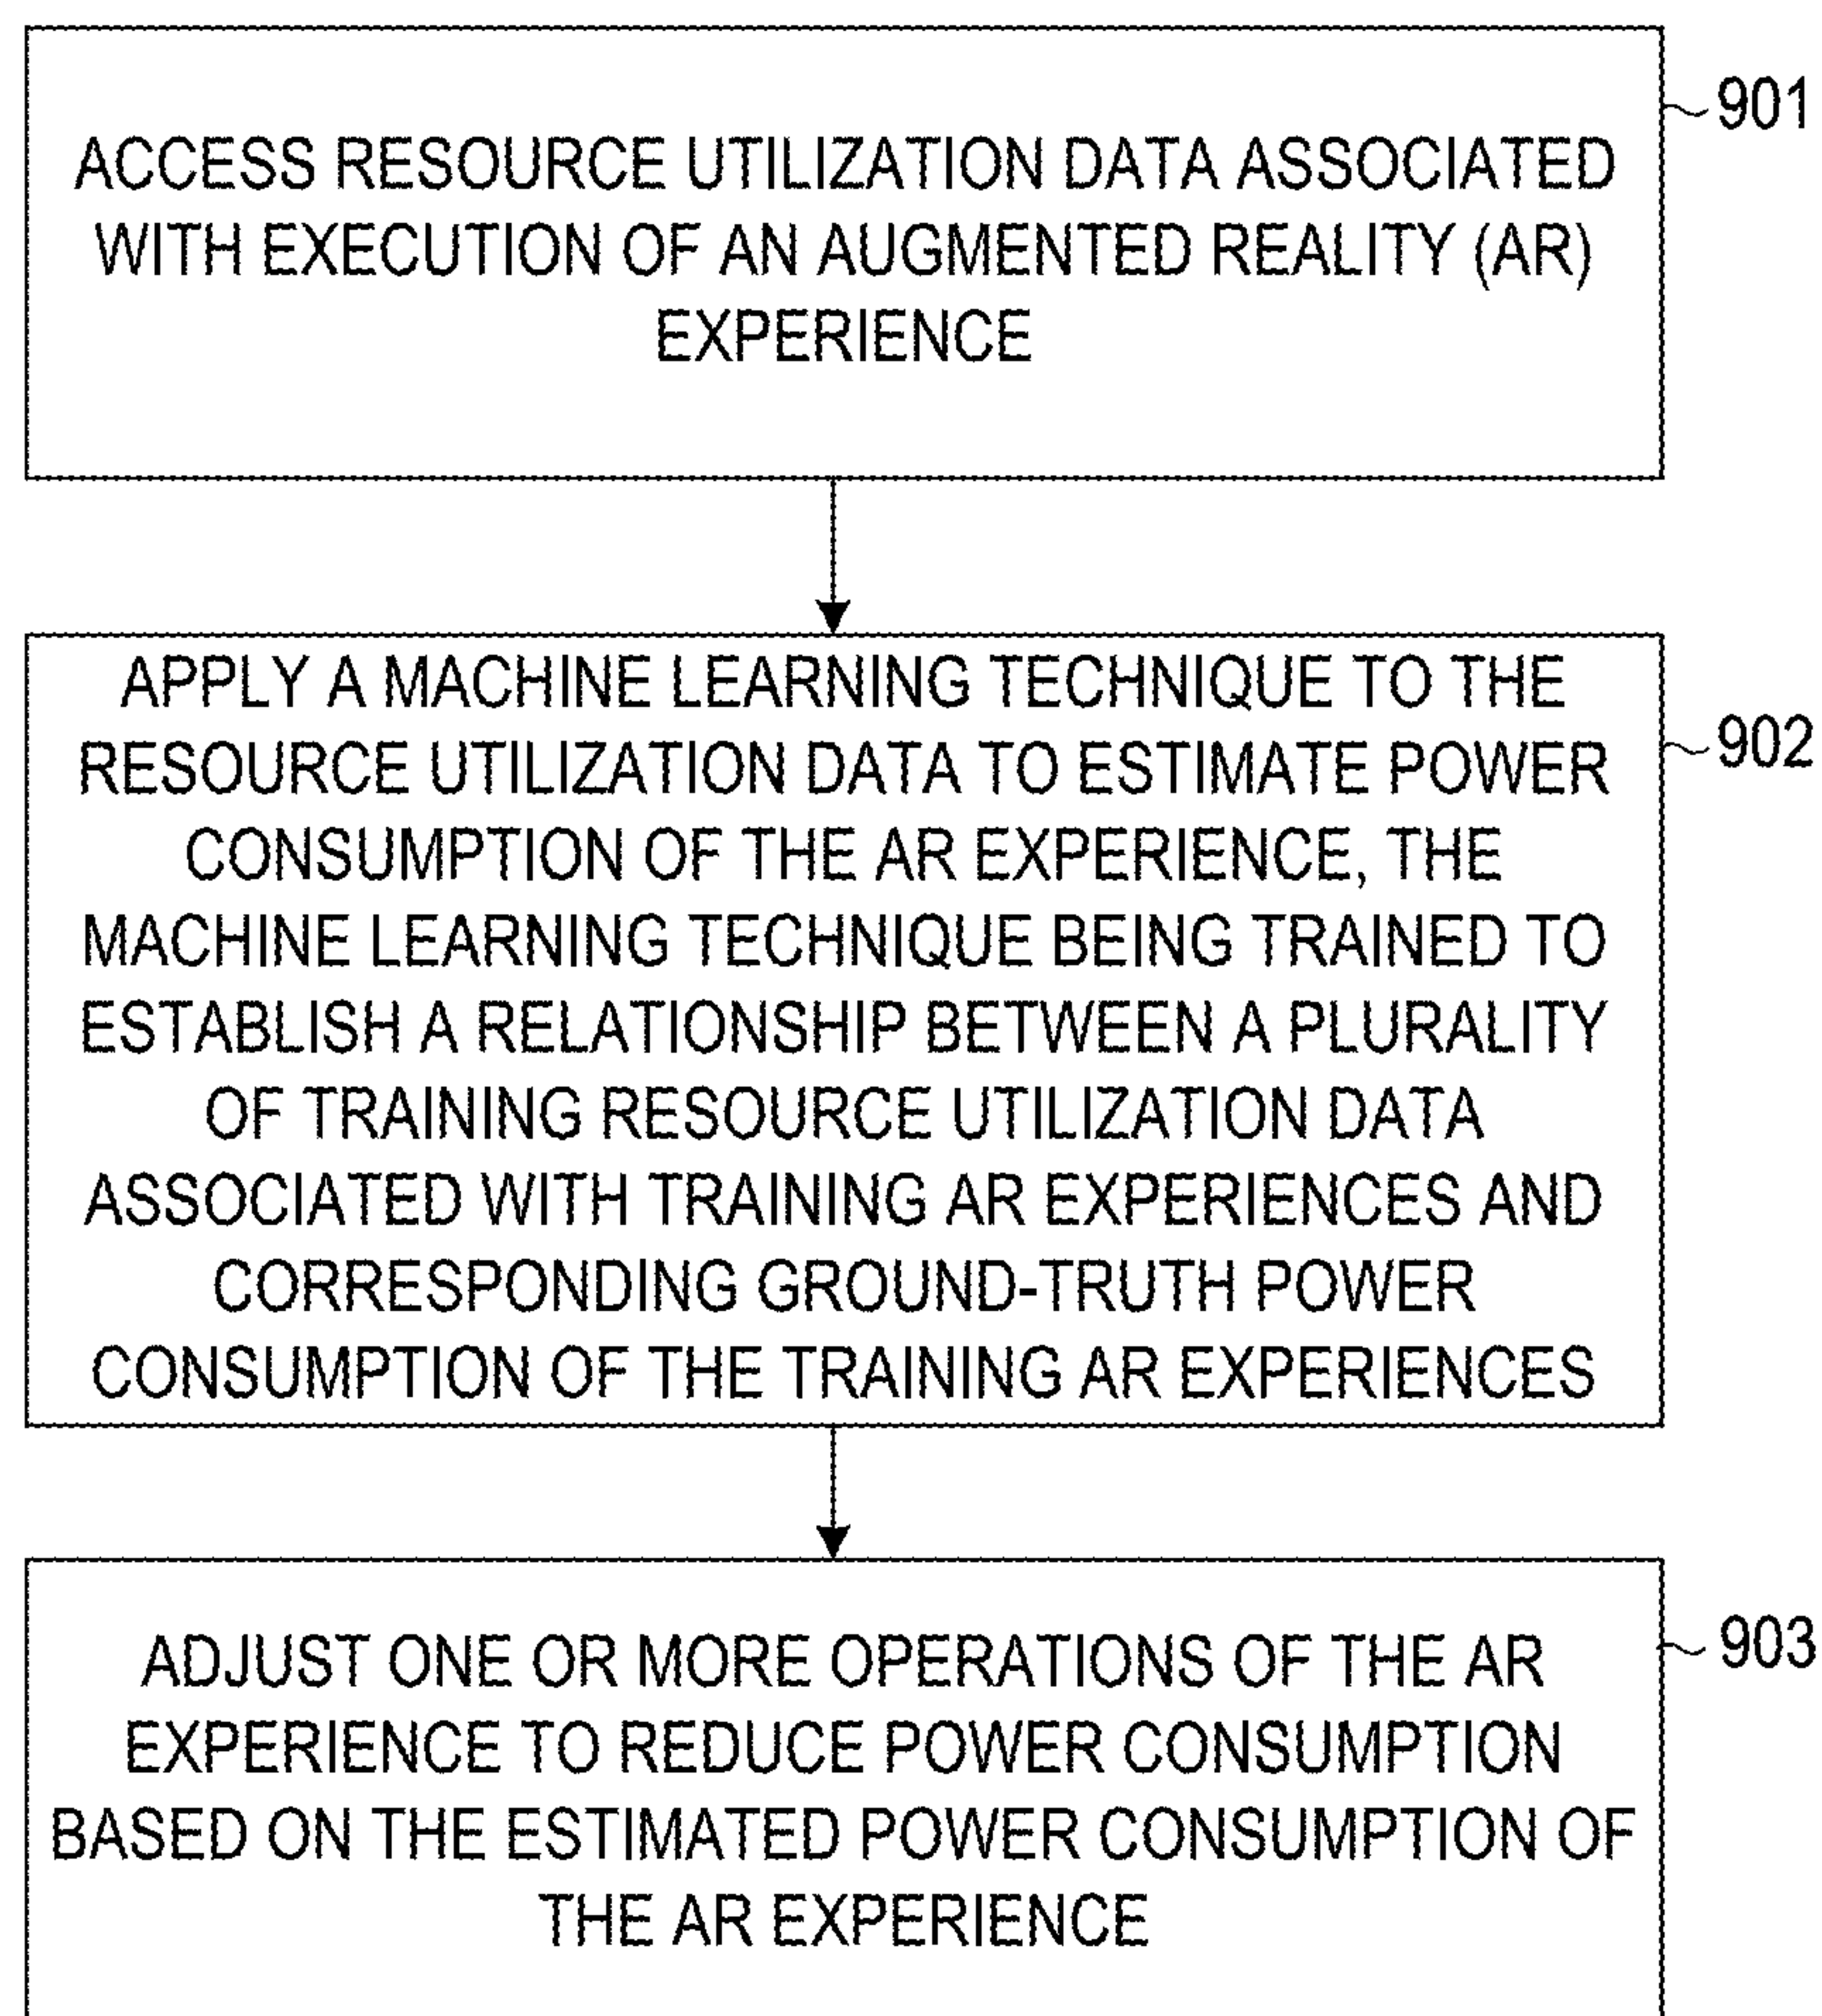 901
ACCESS RESOURCE UTILIZATION DATA ASSOCIATED
WITH EXECUTION OF AN AUGMENTED REALITY (AR)
EXPERIENCE
APPLY A MACHINE LEARNING TECHNIQUE TO THE
902
RESOURCE UTILIZATION DATA TO ESTIMATE POWER
CONSUMPTION OF THE AR EXPERIENCE, THE
MACHINE LEARNING TECHNIQUE BEING TRAINED TO
ESTABLISH A RELATIONSHIP BETWEEN A PLURALITY
OF TRAINING RESOURCE UTILIZATION DATA
ASSOCIATED WITH TRAINING AR EXPERIENCES AND
CORRESPONDING GROUND-TRUTH POWER
CONSUMPTION OF THE TRAINING AR EXPERIENCES
903
ADJUST ONE OR MORE OPERATIONS OF THE AR
EXPERIENCE TO REDUCE POWER CONSUMPTION
BASED ON THE ESTIMATED POWER CONSUMPTION OF
THE AR EXPERIENCE